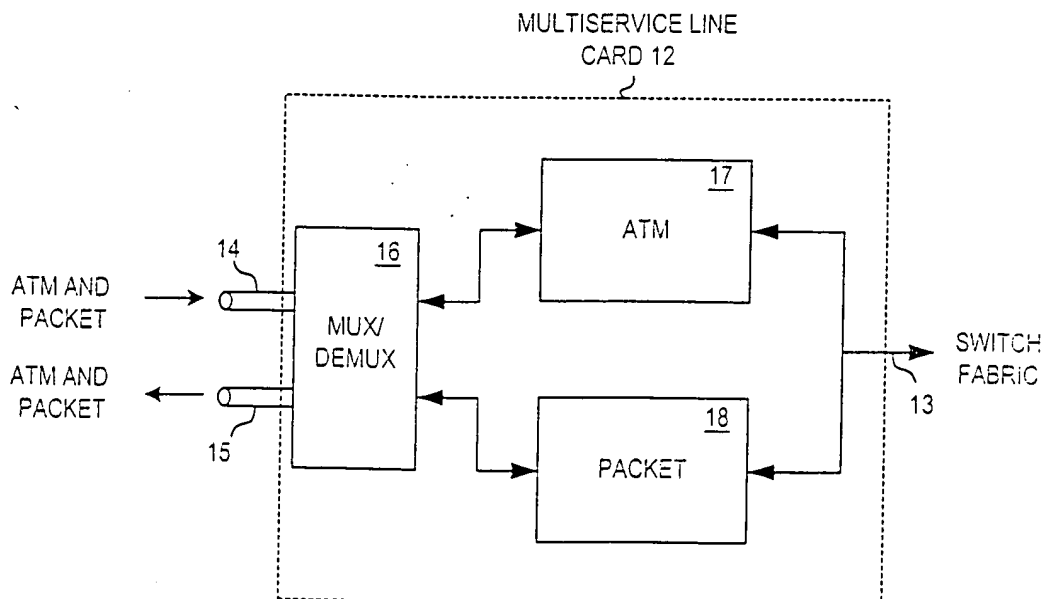 MULTISERVICE LINE
CARD 12
17
ATM
14
16
ATM AND
PACKET
MUX/
DEMUX
ATM AND
PACKET
15
SWITCH
FABRIC
13
18
PACKET